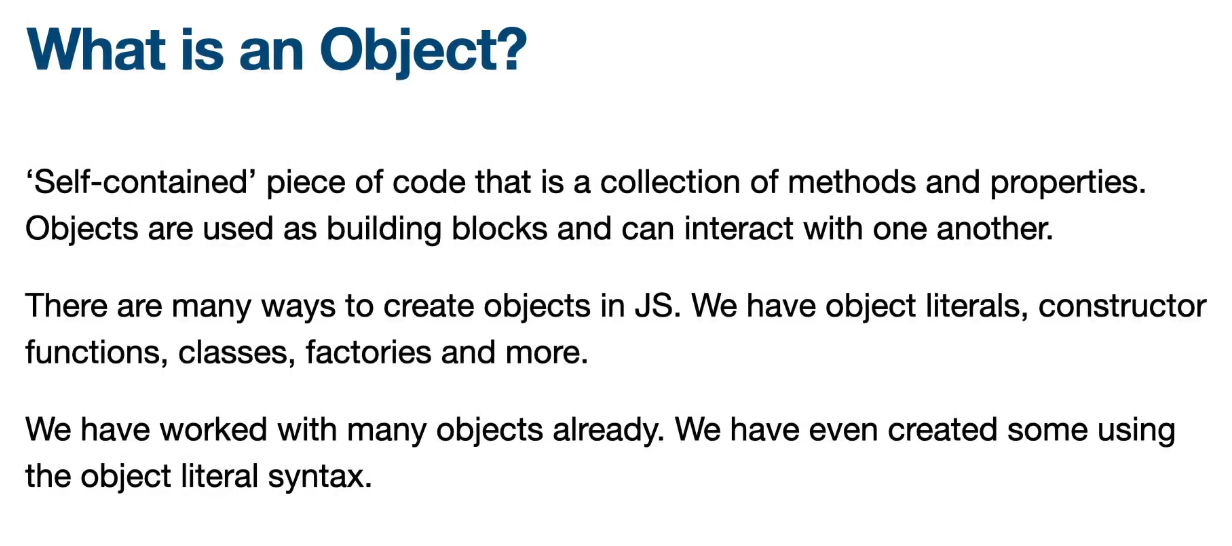 What is an Object?
‘Self-contained’ piece of code that is a collection of methods and properties.
Objects are used as building blocks and can interact with one another.
There are many ways to create objects in JS. We have object literals, constructor
functions, classes, factories and more.
We have worked with many objects already. We have even created some using
the object literal syntax.